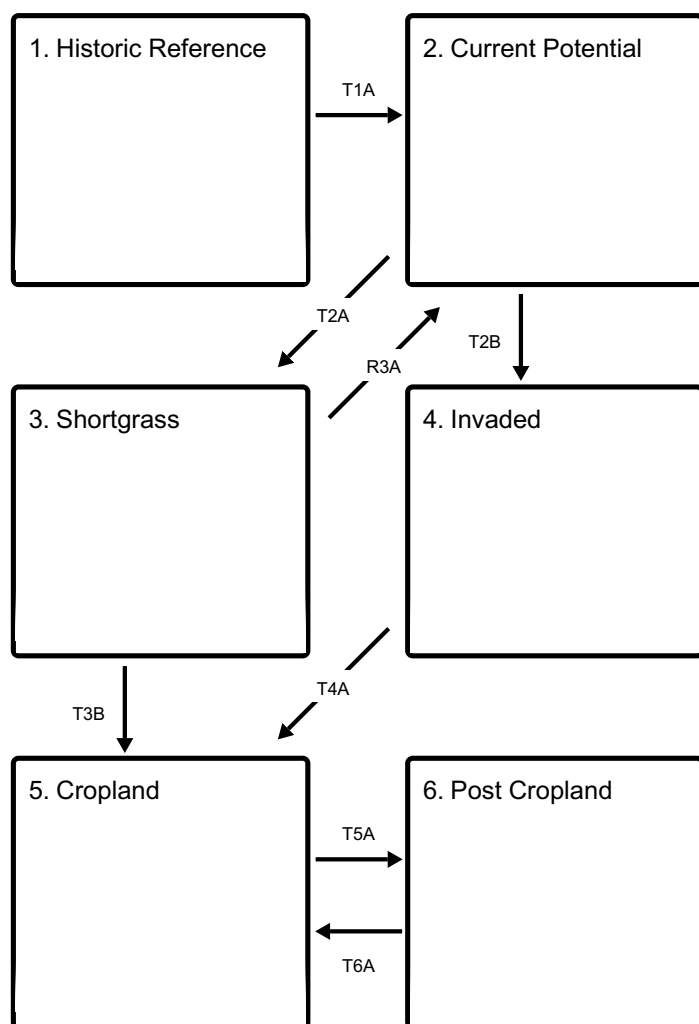 1. Historic Reference
2. Current Potential
T1A
T2A
R3A
T2B
3. Shortgrass
4. Invaded
T3B
T4A
5. Cropland
6. Post Cropland
T5A
T6A